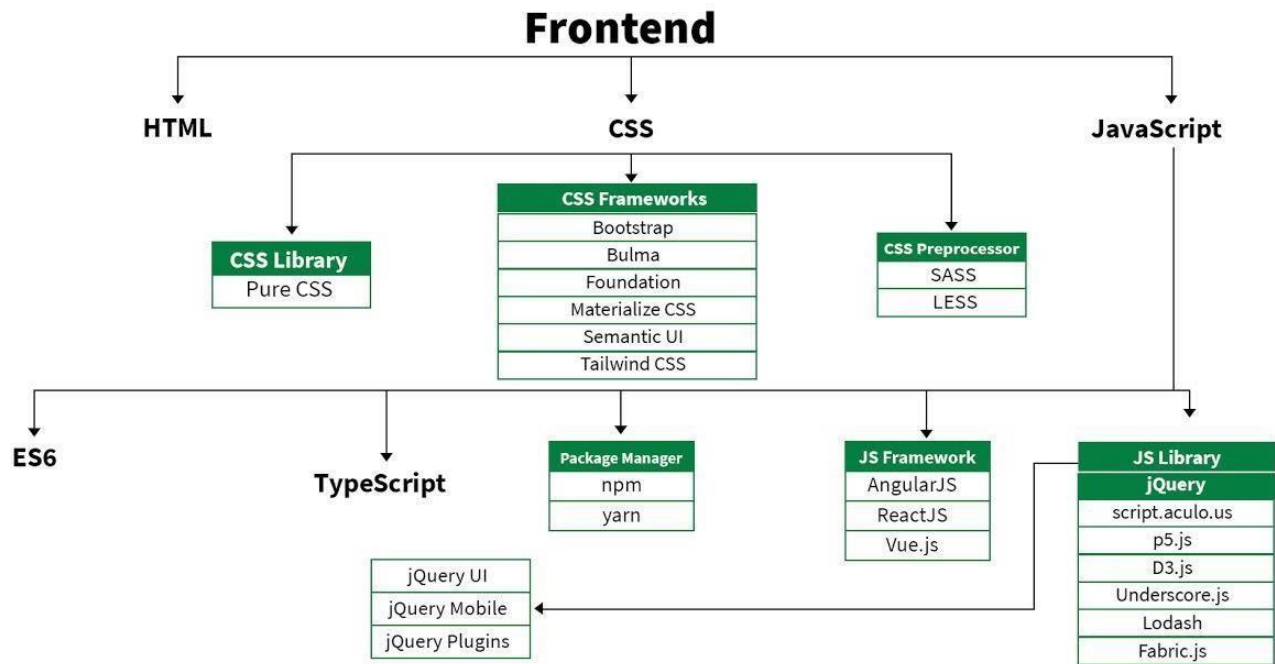 Frontend
HTML
CSS
JavaScript
CSS Library
Pure CSS
CSS Frameworks
Bootstrap
Bulma
Foundation
Materialize CSS
Semantic UI
Tailwind CSS
CSS Preprocessor
SASS
LESS
ES6
TypeScript
Package Manager
npm
yarn
JS Framework
AngularJS
ReactJS
Vue.js
JS Library
jQuery
script.aculo.us
p5.js
D3.js
Underscore.js
Lodash
Fabric.js
jQuery UI
jQuery Mobile
jQuery Plugins